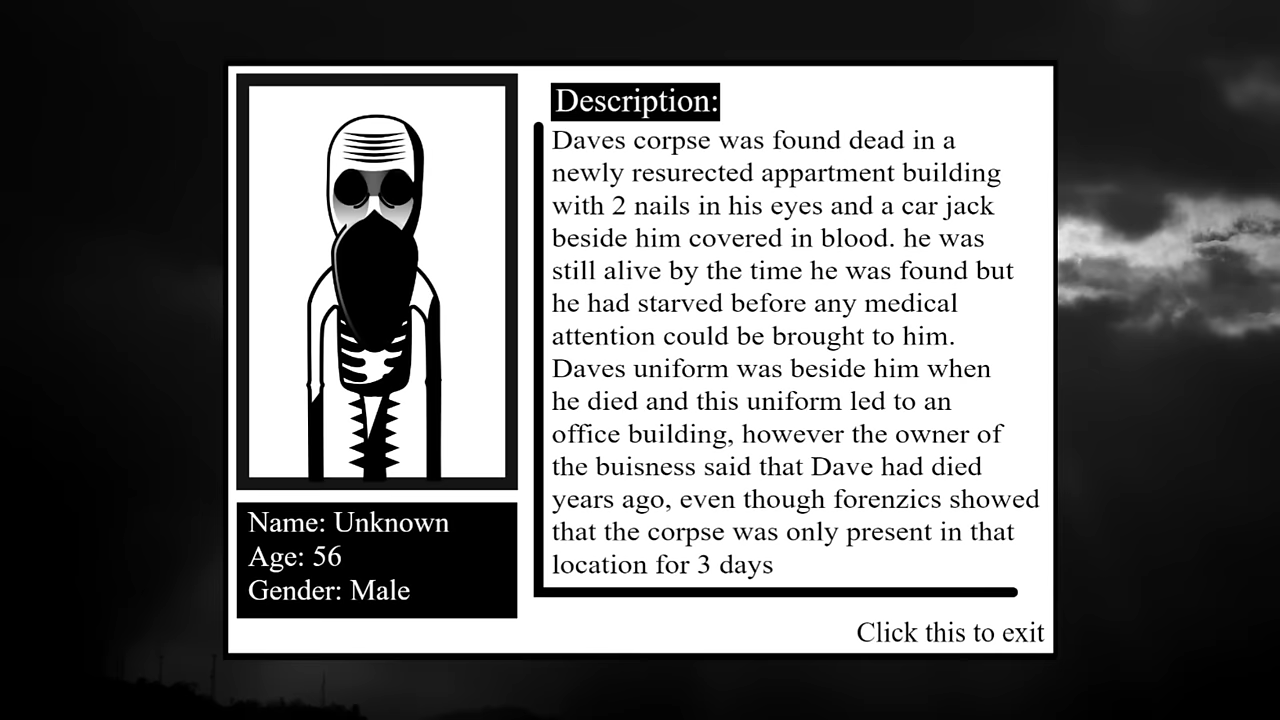 Description:
Daves corpse was found dead in a
newly resurected appartment building
with 2 nails in his eyes and a car jack
beside him covered in blood. he was
still alive by the time he was found but
he had starved before any medical
attention could be brought to him.
Daves uniform was beside him when
he died and this uniform led to an
office building, however the owner of
the buisness said that Dave had died
years ago, even though forenzics showed
that the corpse was only present in that
location for 3 days
Name: Unknown
Age: 56
Gender: Male
Click this to exit